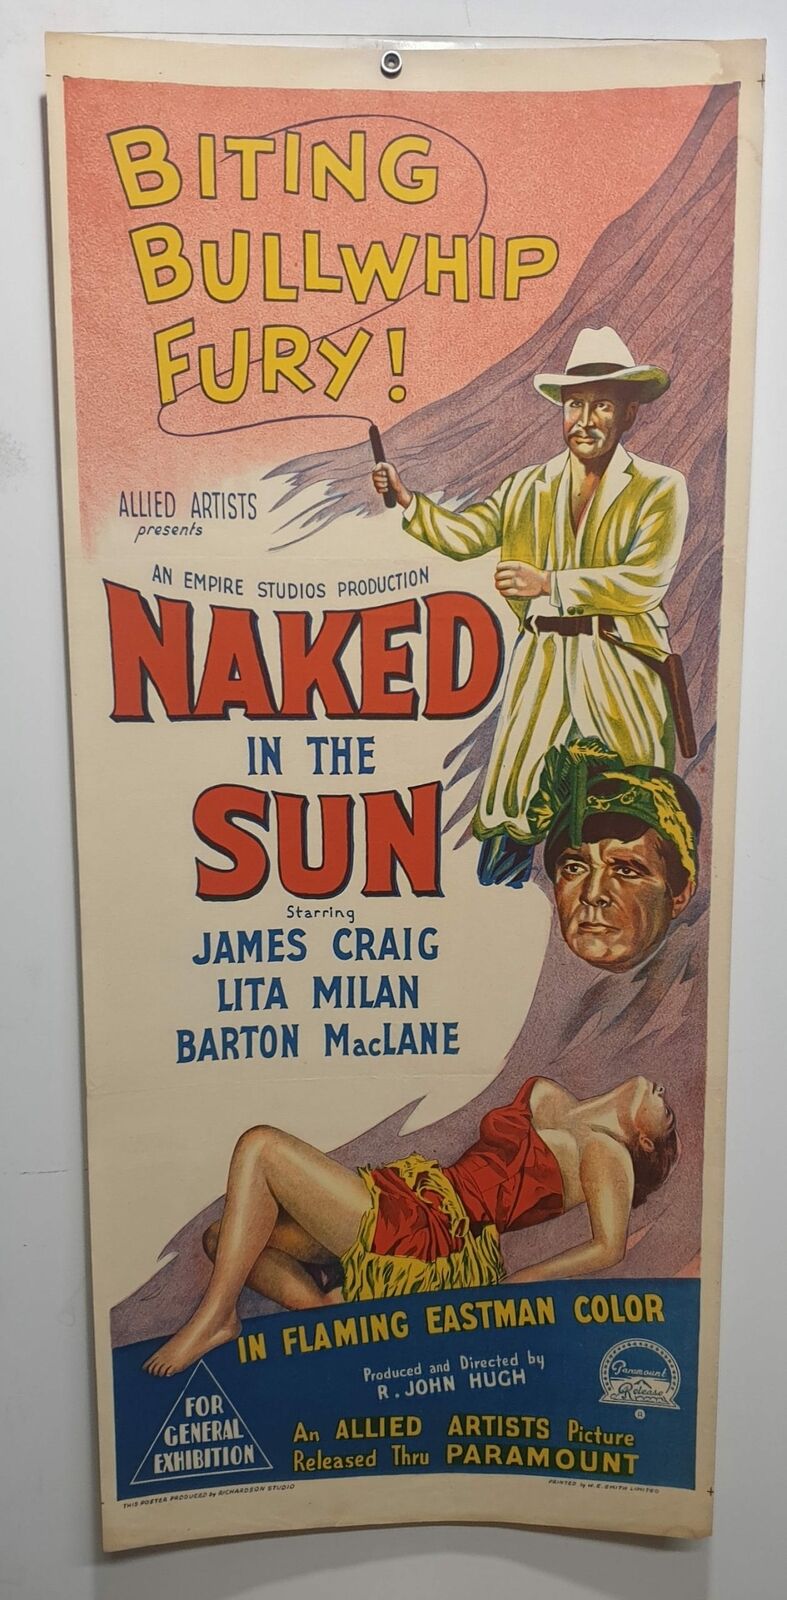 BITING
BULLWHIP
FURY!
ALLIED ARTISTS
presents
AN EMPIRE STUDIOS PRODUCTION
NAKED
IN THE
SUN
Starring
JAMES CRAIG
LITA MILAN
BARTON MacLANE
IN FLAMING EASTMAN COLOR
Produced and Directed by
R. JOHN HUGH
Paramount
Release
R
FOR
GENERAL
EXHIBITION
An ALLIED ARTISTS Picture
Released Thru PARAMOUNT
THIS POSTER PRODUCED by RICHARDSON STUDIO
PRINTED by W.E. SMITH LIMITED